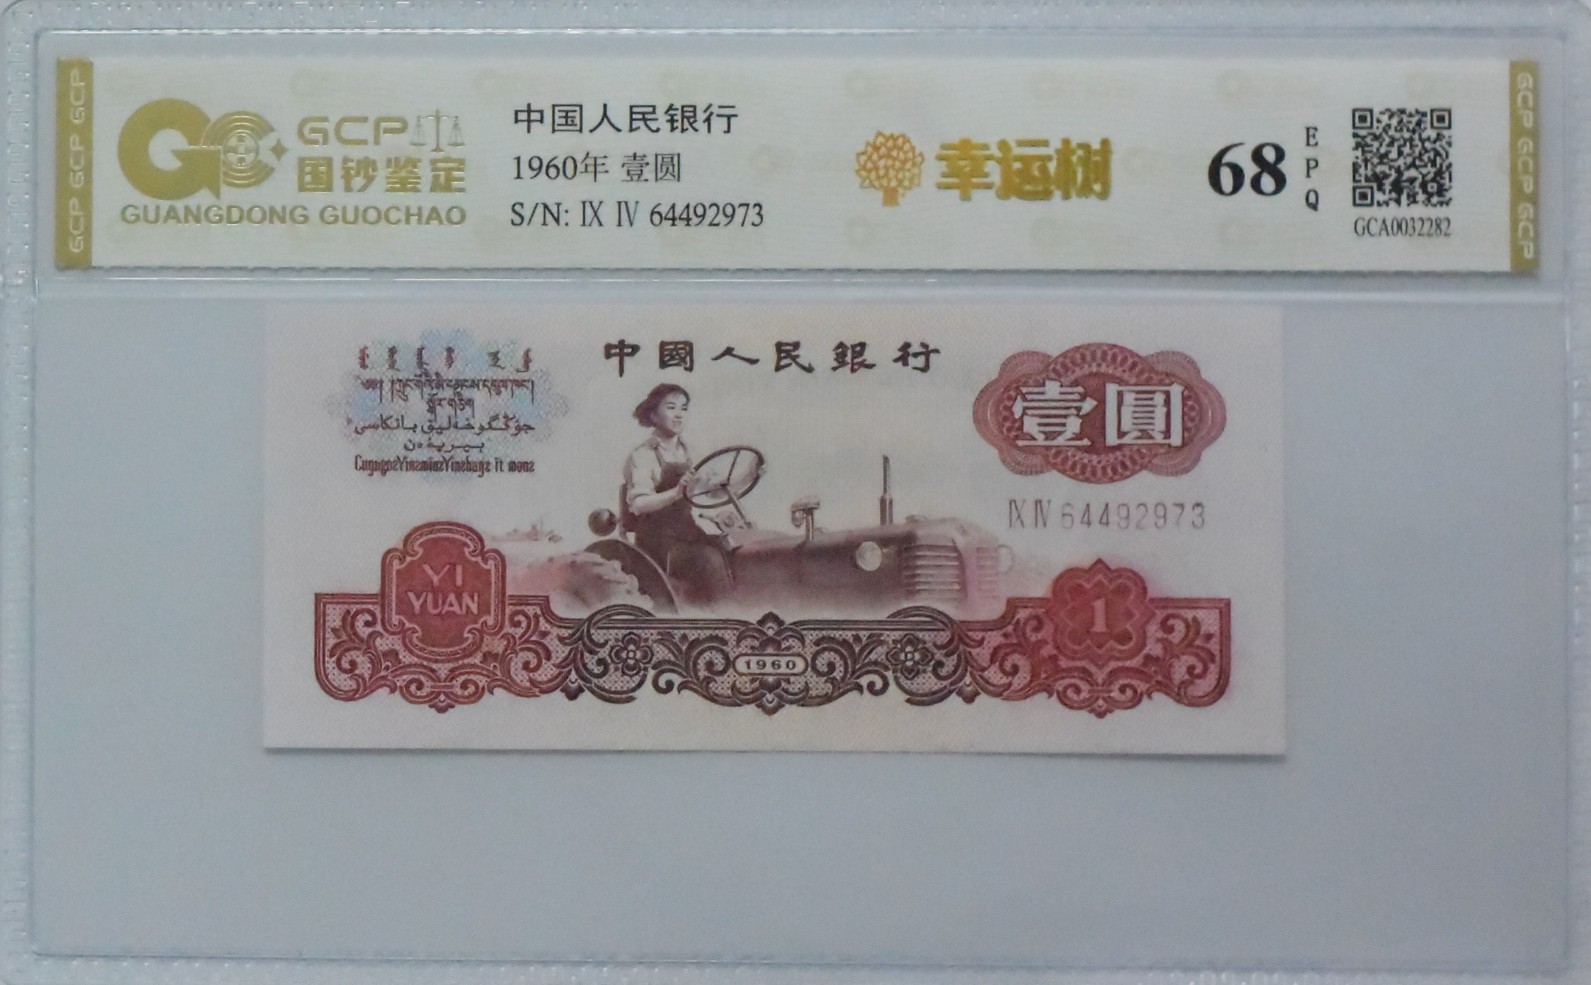 GCP GCP GCP
GCP
国钞鉴定
GUANGDONG GUOCHAO
中国人民银行
1960年 壹圆
S/N: Ⅸ Ⅳ 64492973
幸运树
68
EPQ
GCA0032282
GCP GCP GCP
中國人民銀行
壹圓
ⅨⅣ 64492973
YI
YUAN
1960
1